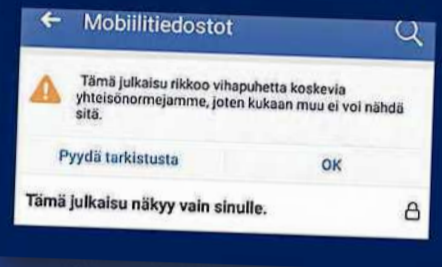 Mobiilitiedostot
Tämä julkaisu rikkoo vihapuhetta koskevia
yhteisönormejamme, joten kukaan muu ei voi nähdä
sitä.
Pyydä tarkistusta
OK
Tämä julkaisu näkyy vain sinulle.